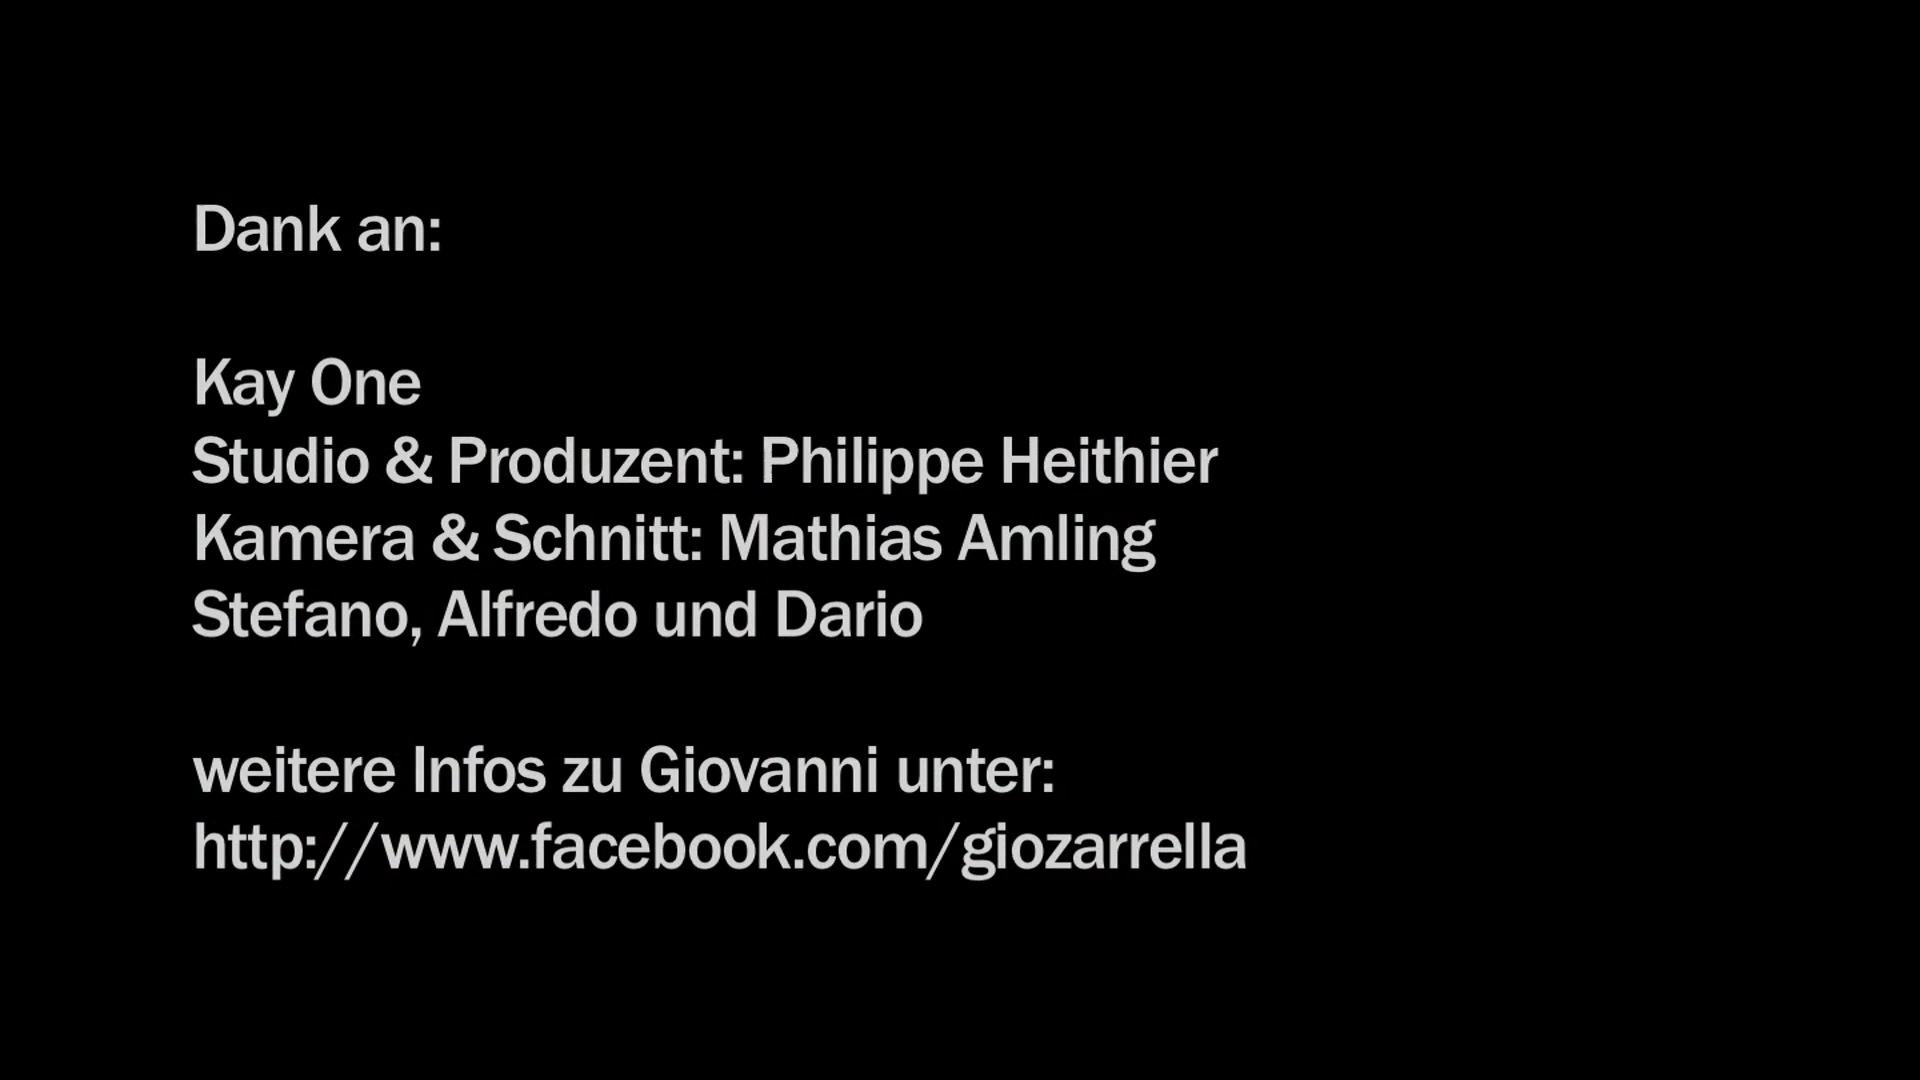 Dank an:
Kay One
Studio & Produzent: Philippe Heithier
Kamera & Schnitt: Mathias Amling
Stefano, Alfredo und Dario
weitere Infos zu Giovanni unter:
http://www.facebook.com/giozarrella